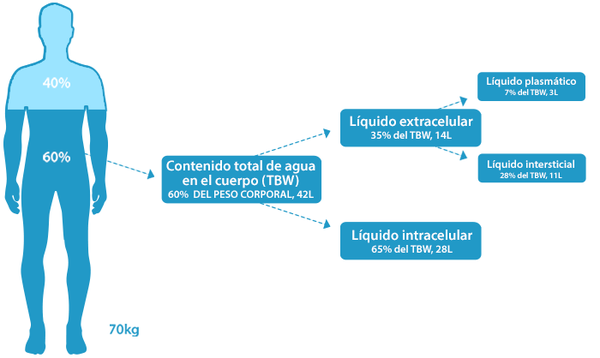 40%
60%
70kg
Contenido total de agua
en el cuerpo (TBW)
60% DEL PESO CORPORAL, 42L
Líquido extracelular
35% del TBW, 14L
Líquido plasmático
7% del TBW, 3L
Líquido intersticial
28% del TBW, 11L
Líquido intracelular
65% del TBW, 28L